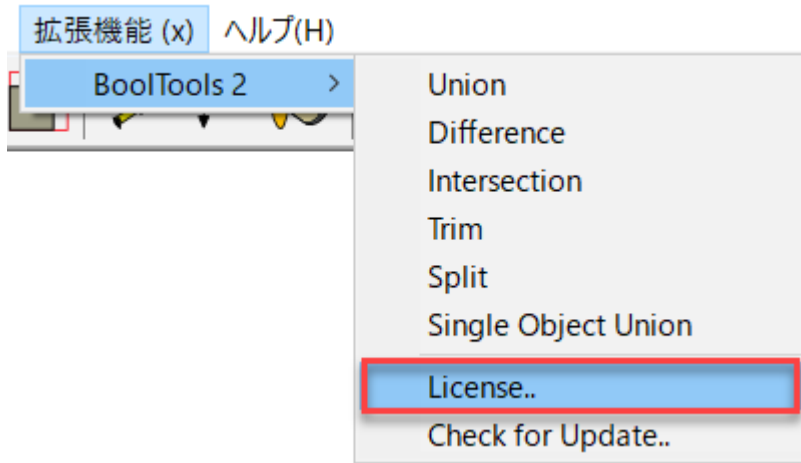 拡張機能 (x) ヘルプ(H)
BoolTools 2 >
Union
Difference
Intersection
Trim
Split
Single Object Union
License..
Check for Update..